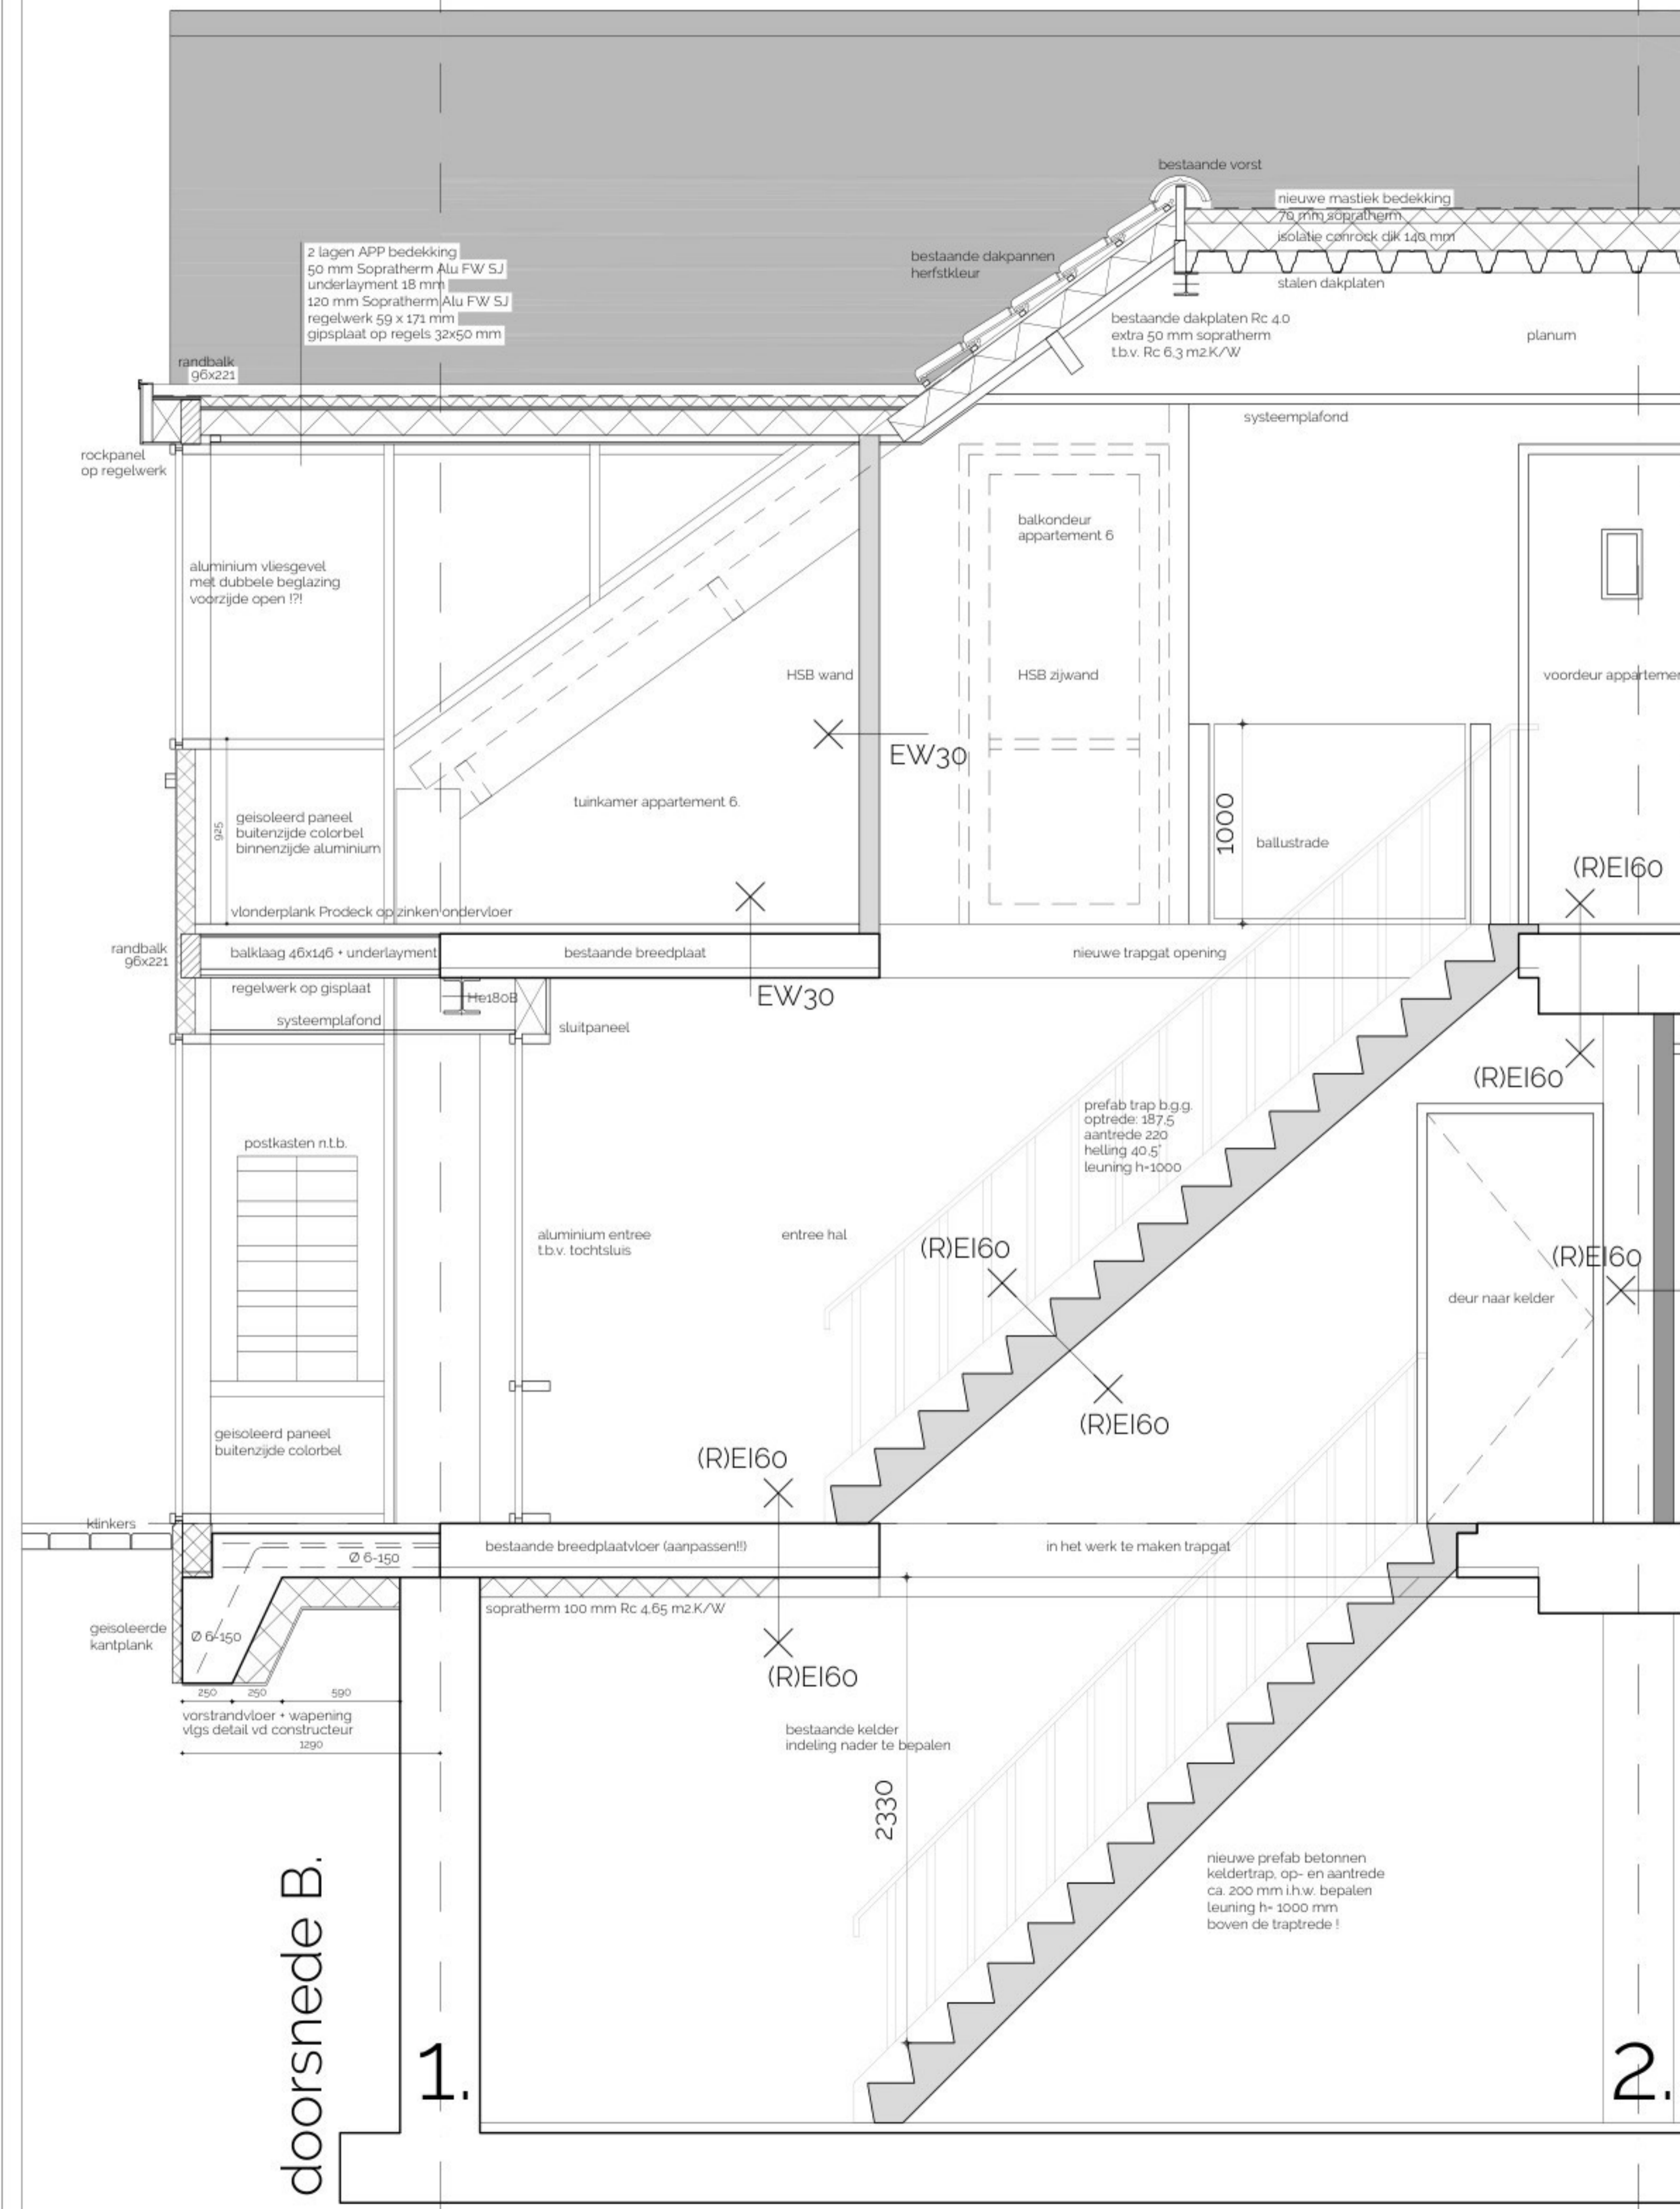 bestaande vorst
nieuwe mastiek bedekking
70 mm sopratherm
isolatie conrock dik 140 mm
stalen dakplaten
2 lagen APP bedekking
50 mm Sopratherm Alu FW SJ
underlayment 18 mm
120 mm Sopratherm Alu FW SJ
regelwerk 59 x 171 mm
gipsplaat op regels 32x50 mm
bestaande dakpannen
herfstkleur
bestaande dakplaten Rc 4.0
extra 50 mm sopratherm
t.b.v. Rc 6,3 m2.K/W
planum
randbalk
96x221
systeemplafond
rockpanel
op regelwerk
balkondeur
appartement 6
aluminium vliesgevel
met dubbele beglazing
voorzijde open !?!
HSB wand
HSB zijwand
voordeur appartemen
EW30
tuinkamer appartement 6.
925
geisoleerd paneel
buitenzijde colorbel
binnenzijde aluminium
1000
ballustrade
(R)EI60
vlonderplank Prodeck op zinken ondervloer
randbalk
96x221
balklaag 46x146 + underlayment
bestaande breedplaat
nieuwe trapgat opening
regelwerk op gisplaat
He180B
EW30
systeemplafond
sluitpaneel
(R)EI60
prefab trap b.g.g.
optrede: 187,5
aantrede 220
helling 40,5°
leuning h=1000
postkasten n.t.b.
aluminium entree
t.b.v. tochtsluis
entree hal
(R)EI60
(R)EI60
deur naar kelder
(R)EI60
geisoleerd paneel
buitenzijde colorbel
(R)EI60
klinkers
Ø 6-150
bestaande breedplaatvloer (aanpassen!!)
in het werk te maken trapgat
sopratherm 100 mm Rc 4,65 m2.K/W
geisoleerde
kantplank
Ø 6-150
(R)EI60
250
250
590
vorstrandvloer + wapening
vlgs detail vd constructeur
1290
bestaande kelder
indeling nader te bepalen
2330
nieuwe prefab betonnen
keldertrap, op- en aantrede
ca. 200 mm i.h.w. bepalen
leuning h= 1000 mm
boven de traptrede !
doorsnede B.
1.
2.